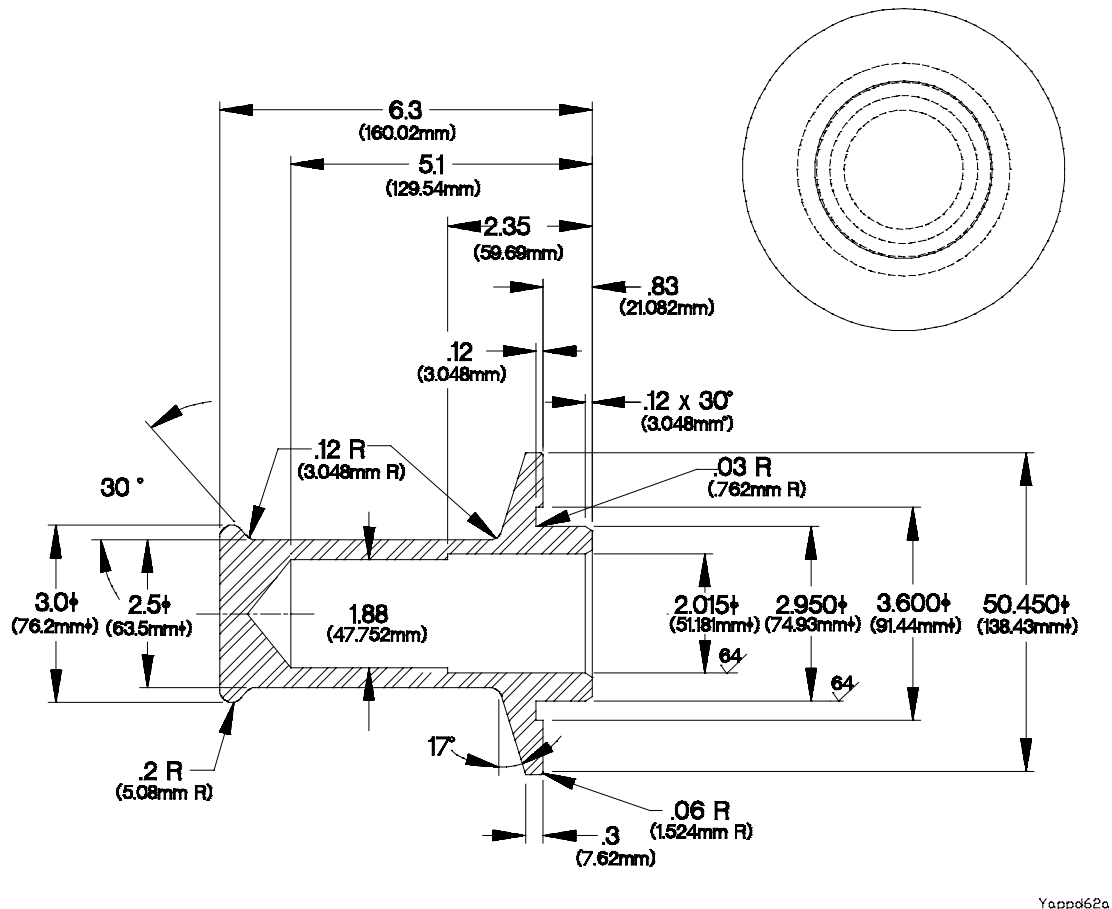 6.3
(160.02mm)
5.1
(129.54mm)
2.35
(59.69mm)
.83
(21.082mm)
.12
(3.048mm)
.12 x 30°
(3.048mm°)
.12 R
(3.048mm R)
.03 R
(.762mm R)
30 °
3.0ϕ
(76.2mmϕ)
2.5ϕ
(63.5mmϕ)
1.88
(47.752mm)
2.015ϕ
(51.181mmϕ)
2.950ϕ
(74.93mmϕ)
3.600ϕ
(91.44mmϕ)
50.450ϕ
(138.43mmϕ)
64
64
17°
.2 R
(5.08mm R)
.06 R
(1.524mm R)
.3
(7.62mm)
Yappd62a